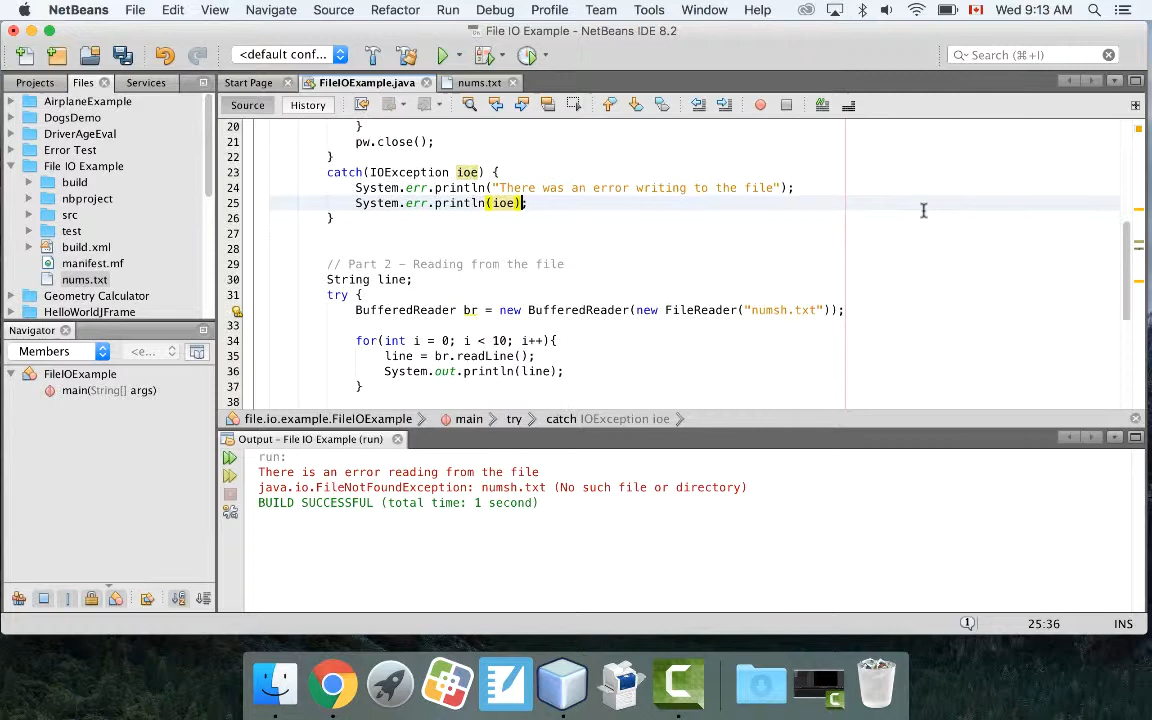 NetBeans File Edit View Navigate Source Refactor Run Debug Profile Team Tools Window Help Wed 9:13 AM
File IO Example - NetBeans IDE 8.2
<default conf... Search (⌘+I)
Projects Files Services Start Page FileIOExample.java nums.txt
Source History
AirplaneExample
DogsDemo
DriverAgeEval
Error Test
File IO Example
build
nbproject
src
test
build.xml
manifest.mf
nums.txt
Geometry Calculator
HelloWorldJFrame
20 }
21 pw.close();
22 }
23 catch(IOException ioe) {
24 System.err.println("There was an error writing to the file");
25 System.err.println(ioe);
26 }
27
28
29 // Part 2 - Reading from the file
30 String line;
31 try {
BufferedReader br = new BufferedReader(new FileReader("numsh.txt"));
33
34 for(int i = 0; i < 10; i++){
35 line = br.readLine();
36 System.out.println(line);
37 }
38
Navigator
Members <e...
FileIOExample
main(String[] args)
file.io.example.FileIOExample main try catch IOException ioe
Output - File IO Example (run)
run:
There is an error reading from the file
java.io.FileNotFoundException: numsh.txt (No such file or directory)
BUILD SUCCESSFUL (total time: 1 second)
1 25:36 INS